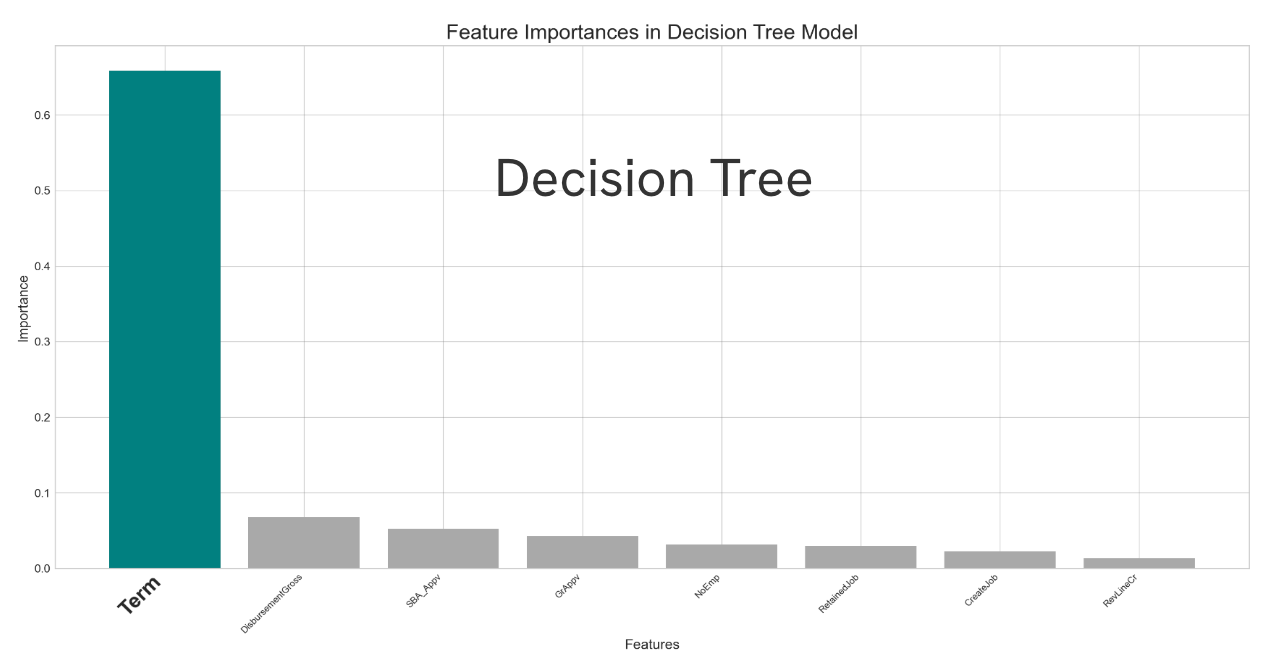 Feature Importances in Decision Tree Model
Decision Tree
Importance
0.6
0.5
0.4
0.3
0.2
0.1
0.0
Term
DisbursementGross
SBA_Appv
GrAppv
NoEmp
RetainedJob
CreateJob
RevLineCr
Features